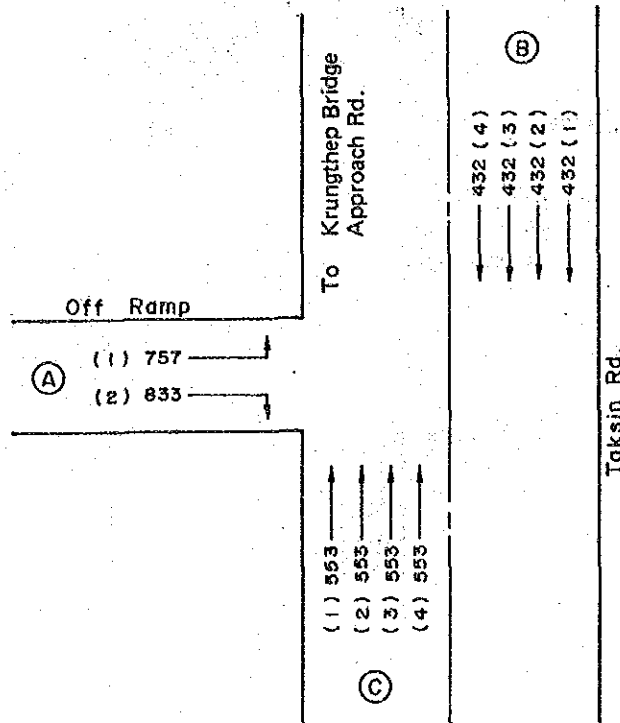 B
To Krungthep Bridge
Approach Rd.
432 (4)
432 (3)
432 (2)
432 (1)
Off Ramp
A
(1) 757
(2) 833
Taksin Rd.
(1) 553
(2) 553
(3) 553
(4) 553
C